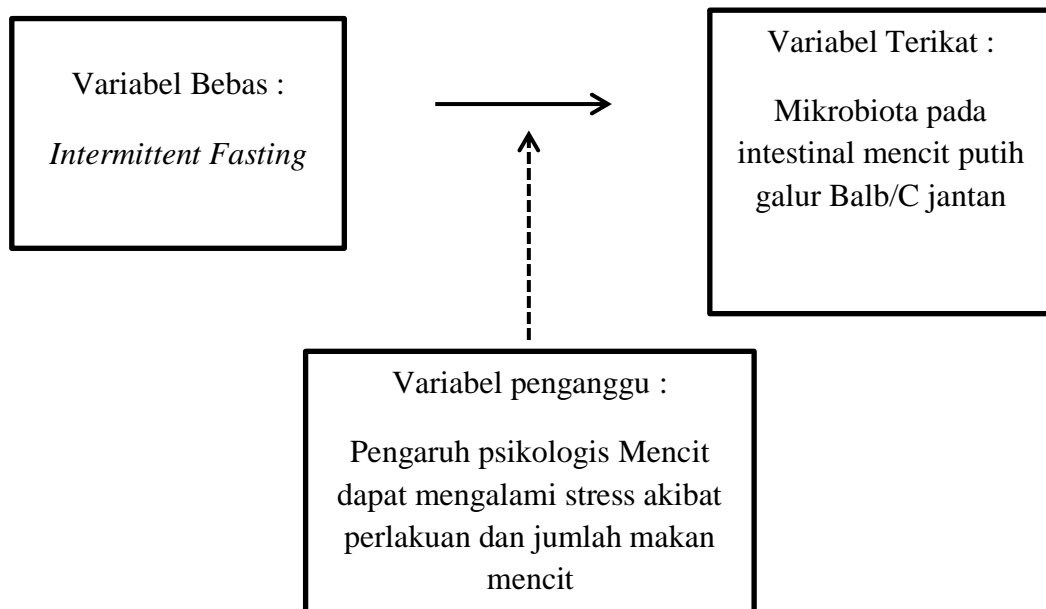 Variabel Bebas :
Intermittent Fasting
Variabel Terikat :
Mikrobiota pada
intestinal mencit putih
galur Balb/C jantan
Variabel penganggu :
Pengaruh psikologis Mencit
dapat mengalami stress akibat
perlakuan dan jumlah makan
mencit